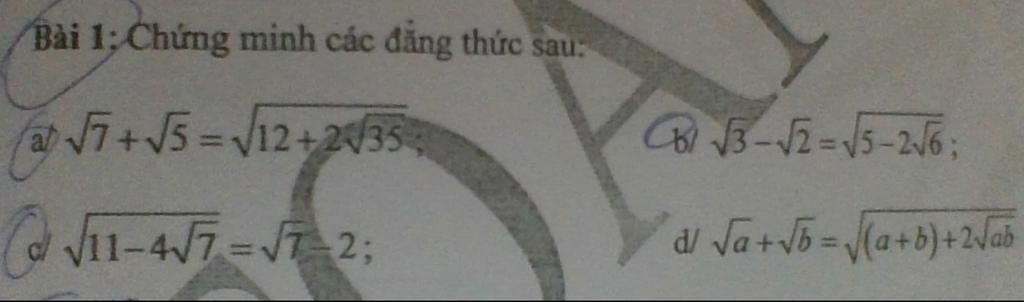 Bài 1: Chứng minh các đẳng thức sau:
a/ √7 + √5 = √(12 + 2√35) ; b/ √3 − √2 = √(5 − 2√6) ;
c/ √(11 − 4√7) = √7 − 2 ; d/ √a + √b = √((a + b) + 2√ab)